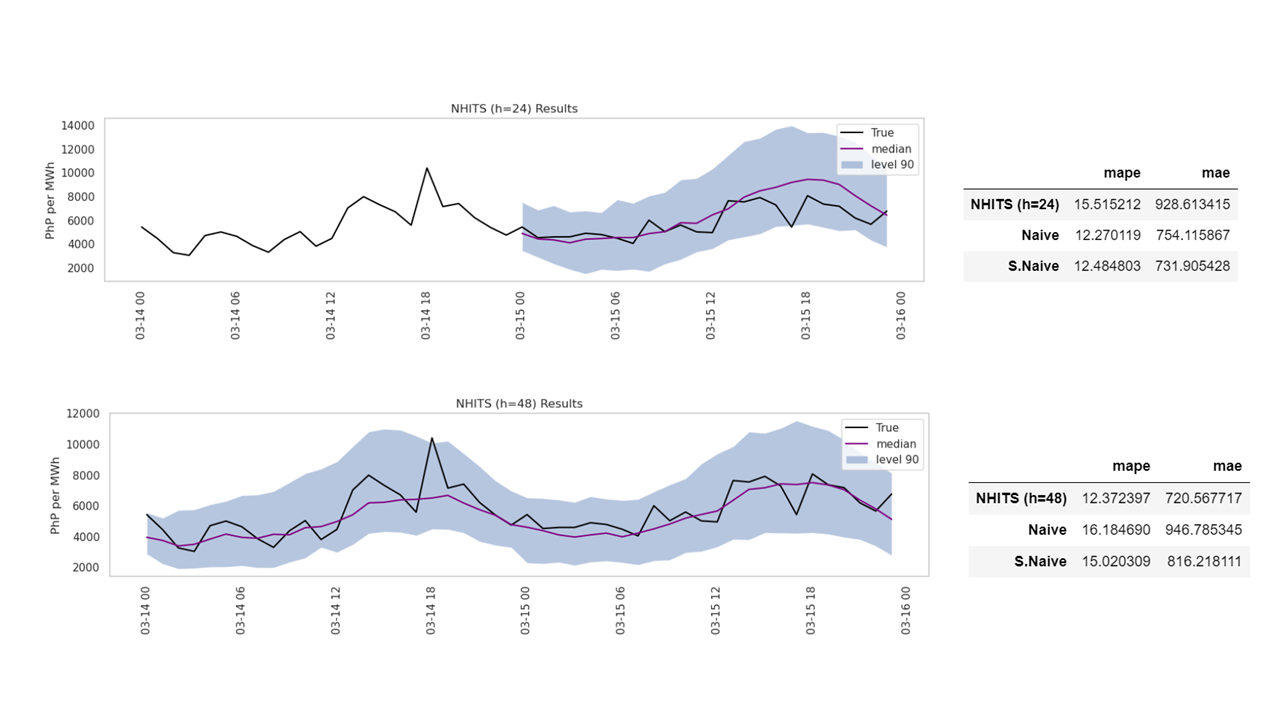 NHITS (h=24) Results
14000
12000
10000
8000
6000
4000
2000
PhP per MWh
True
median
level 90
03-14 00
03-14 06
03-14 12
03-14 18
03-15 00
03-15 06
03-15 12
03-15 18
03-16 00
mape mae
NHITS (h=24) 15.515212 928.613415
Naive 12.270119 754.115867
S.Naive 12.484803 731.905428
NHITS (h=48) Results
12000
10000
8000
6000
4000
2000
PhP per MWh
True
median
level 90
03-14 00
03-14 06
03-14 12
03-14 18
03-15 00
03-15 06
03-15 12
03-15 18
03-16 00
mape mae
NHITS (h=48) 12.372397 720.567717
Naive 16.184690 946.785345
S.Naive 15.020309 816.218111